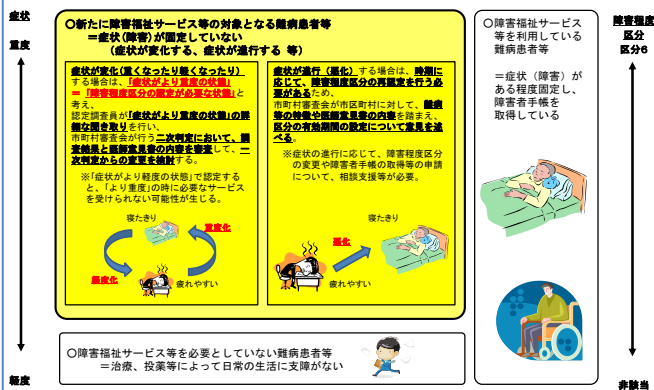 症状
重度
○新たに障害福祉サービス等の対象となる難病患者等
＝症状(障害)が固定していない
（症状が変化する、症状が進行する 等）
症状が変化(重くなったり軽くなったり)
する場合は、「症状がより重度の状態」
＝「障害程度区分の認定が必要な状態」と
考え、
認定調査員が「症状がより重度の状態」の詳
細な聞き取りを行い、
市町村審査会が行う二次判定において、調
査結果と医師意見書の内容を審査して、一
次判定からの変更を検討する。
※「症状がより軽度の状態」で認定する
と、「より重度」の時に必要なサービス
を受けられない可能性が生じる。
寝たきり
重度化
軽度化
疲れやすい
症状が進行（悪化）する場合は、時期に
応じて、障害程度区分の再認定を行う必
要があるため、
市町村審査会が市区町村に対して、難病
等の特徴や医師意見書の内容を踏まえ、
区分の有効期間の設定について意見を述
べる。
※症状の進行に応じて、障害程度区分
の変更や障害者手帳の取得等の申請
について、相談支援等が必要。
寝たきり
悪化
疲れやすい
○障害福祉サービス
等を利用している
難病患者等
＝症状（障害）が
ある程度固定し、
障害者手帳を
取得している
障害程度
区分
区分６
○障害福祉サービス等を必要としていない難病患者等
＝治療、投薬等によって日常の生活に支障がない
軽度
非該当